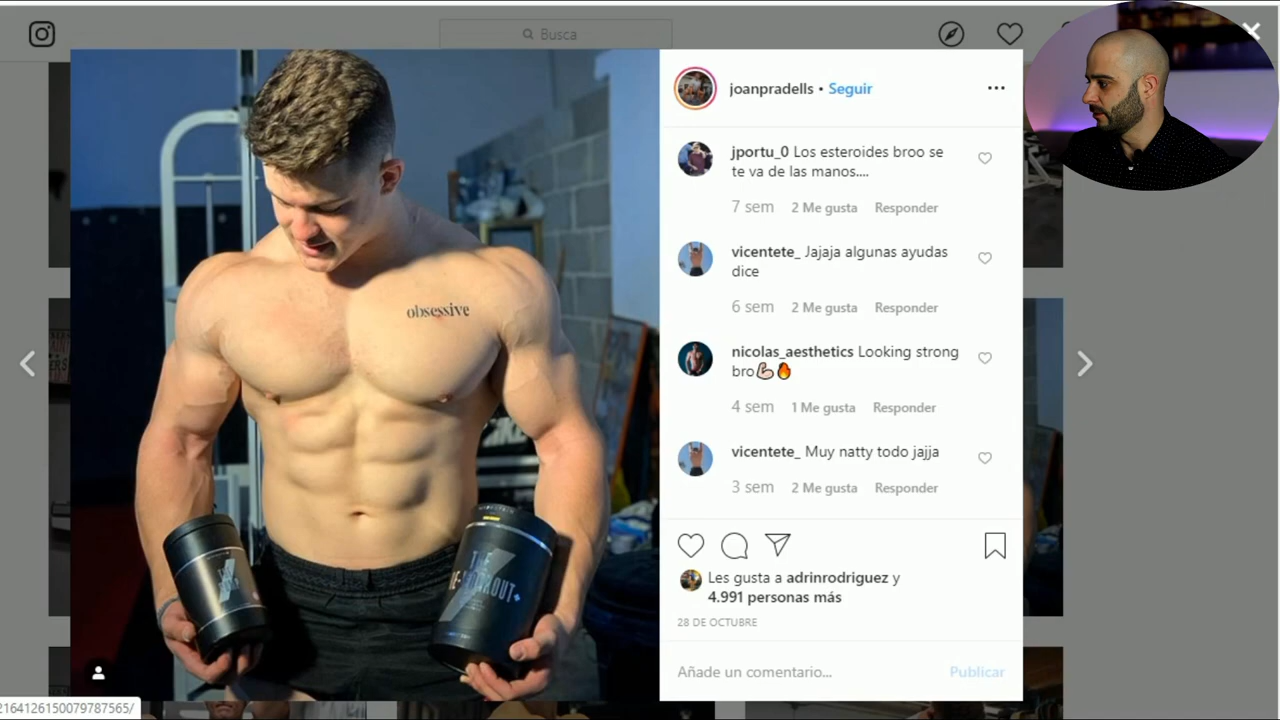 Busca
joanpradells • Seguir
jportu_0 Los esteroides broo se
te va de las manos....
7 sem 2 Me gusta Responder
vicentete_ Jajaja algunas ayudas
dice
6 sem 2 Me gusta Responder
nicolas_aesthetics Looking strong
bro💪🔥
4 sem 1 Me gusta Responder
vicentete_ Muy natty todo jajja
3 sem 2 Me gusta Responder
Les gusta a adrinrodriguez y
4.991 personas más
28 DE OCTUBRE
Añade un comentario... Publicar
obsessive
THE
2164126150079787565/